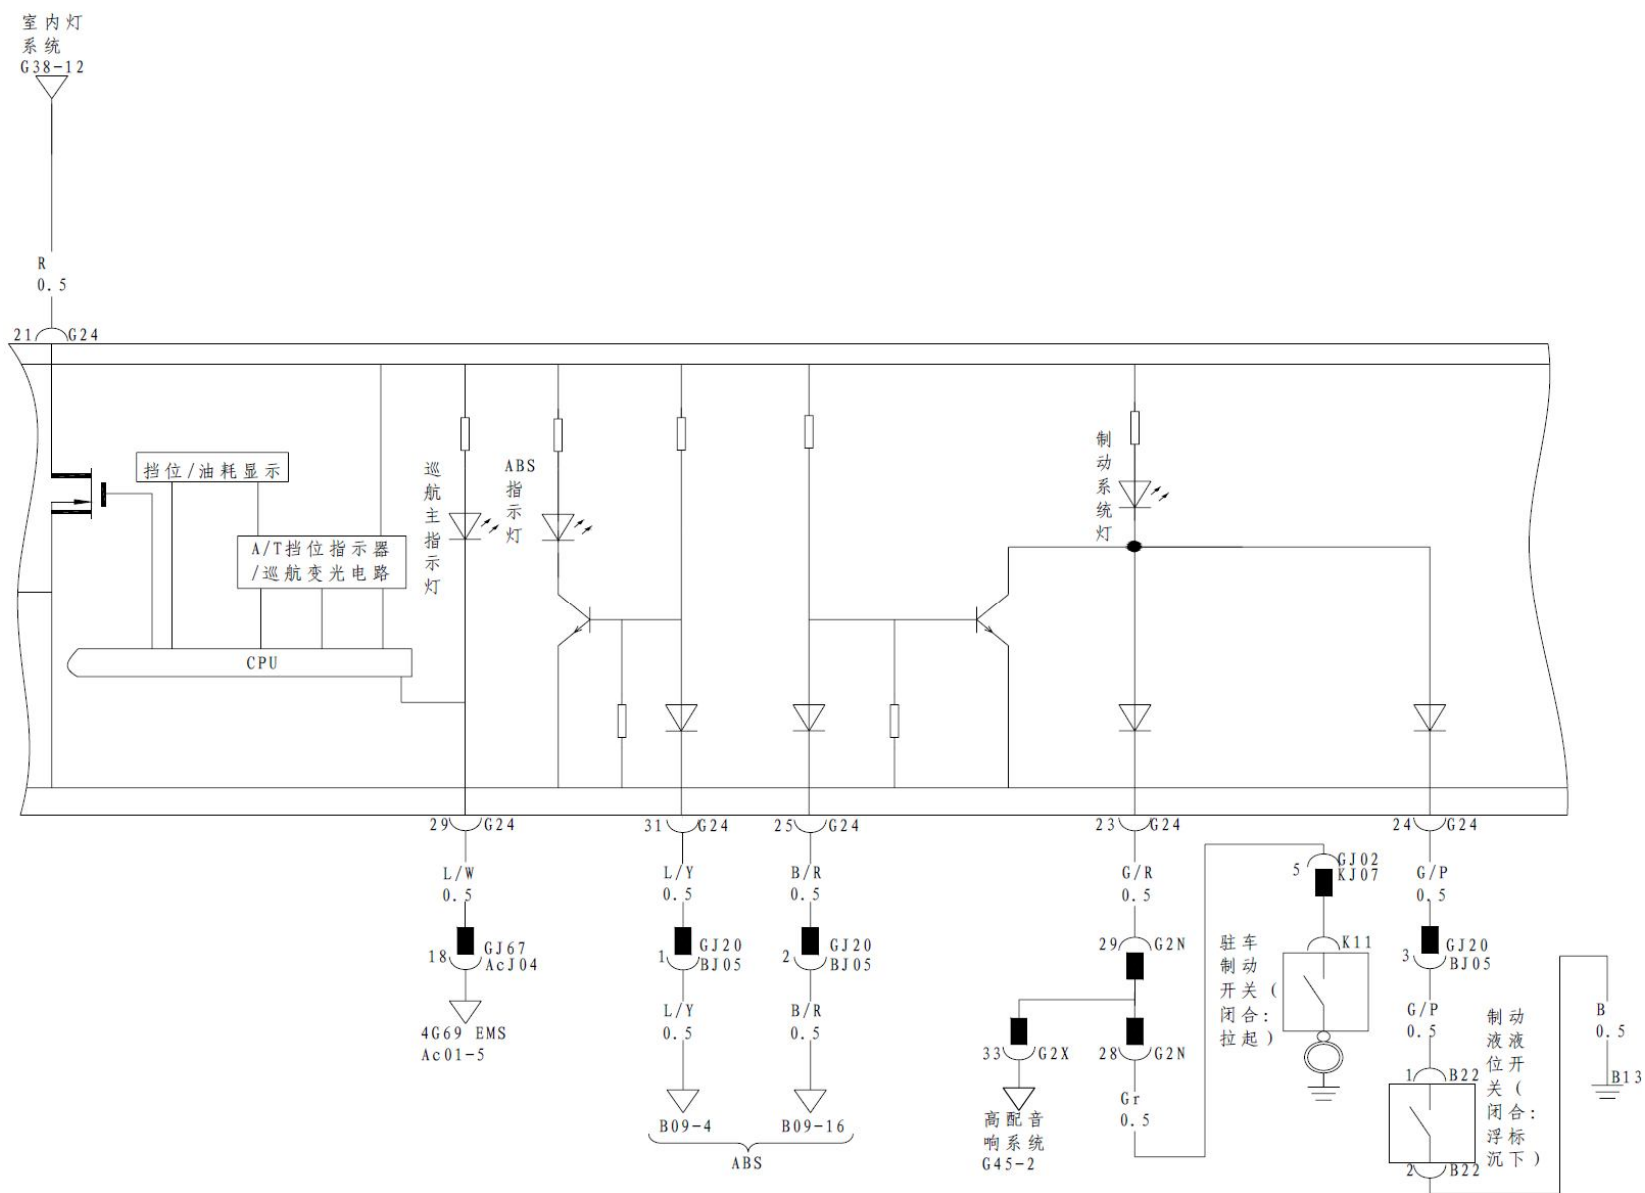 室内灯
系统
G38-12
R
0.5
21
G24
挡位/油耗显示
A/T挡位指示器
/巡航变光电路
CPU
巡航主指示灯
ABS指示灯
制动系统灯
29
G24
31
G24
25
G24
23
G24
24
G24
L/W
0.5
L/Y
0.5
B/R
0.5
G/R
0.5
G/P
0.5
5
GJ02
KJ07
18
GJ67
AcJ04
1
GJ20
BJ05
2
GJ20
BJ05
29
G2N
驻车
制动
开关(
闭合:
拉起)
K11
3
GJ20
BJ05
4G69 EMS
Ac01-5
L/Y
0.5
B/R
0.5
33
G2X
28
G2N
G/P
0.5
制动
液液
位开
关(
闭合:
浮标
沉下)
B
0.5
B13
1
B22
2
B22
Gr
0.5
高配音
响系统
G45-2
B09-4
B09-16
ABS